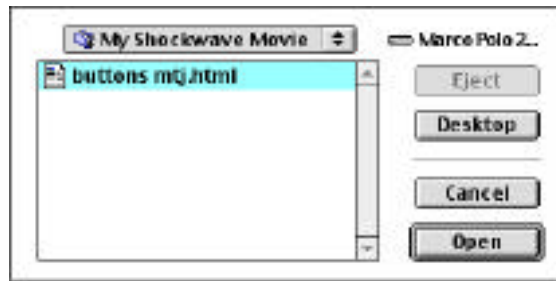 My Shockwave Movie
Marco Polo 2...
buttons mtj.html
Eject
Desktop
Cancel
Open